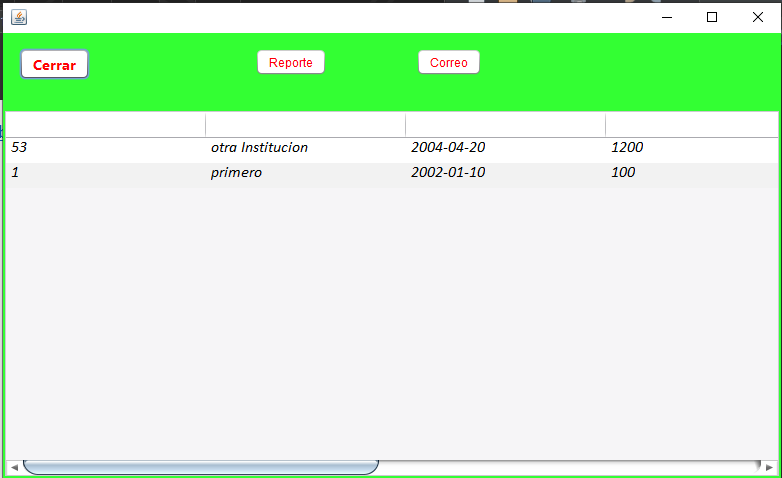 Cerrar Reporte Correo
53 otra Institucion 2004-04-20 1200
1 primero 2002-01-10 100